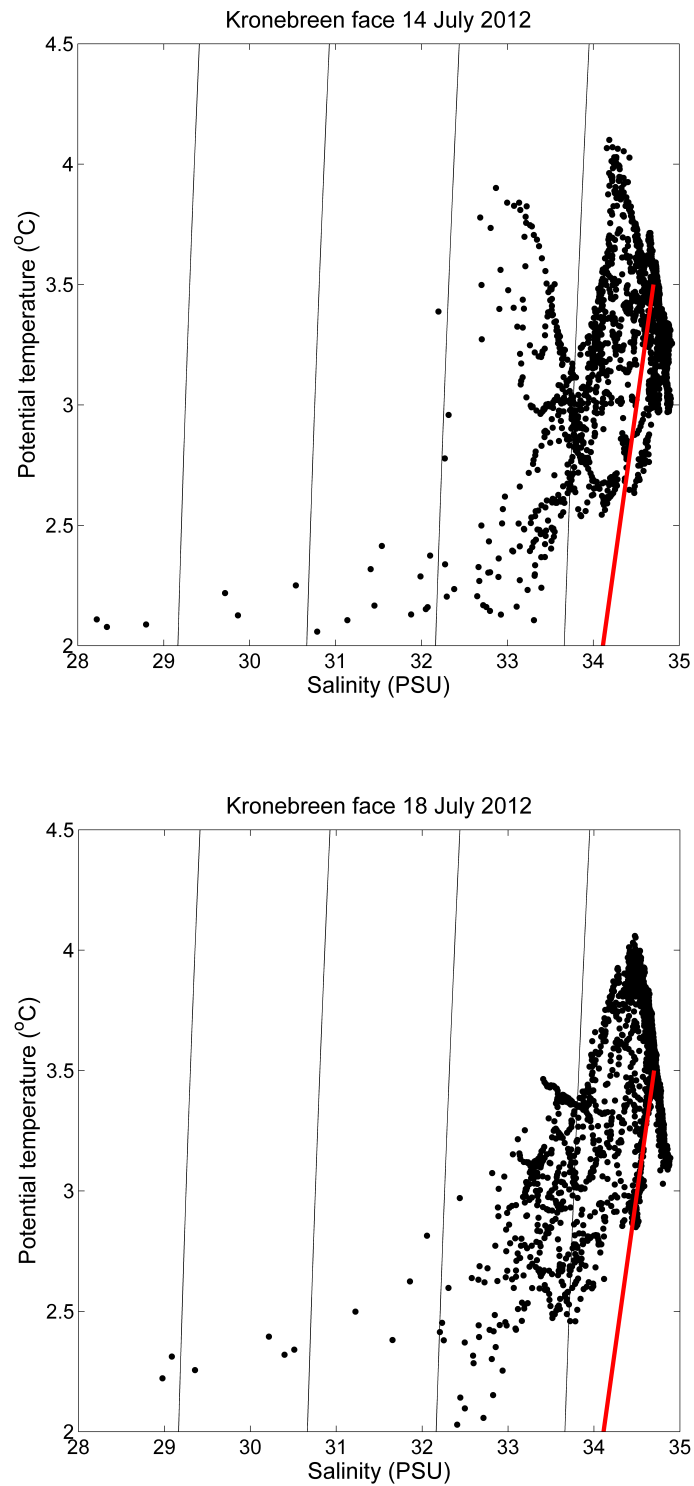 Kronebreen face 14 July 2012
4.5
4
3.5
3
2.5
2
Potential temperature (°C)
28 29 30 31 32 33 34 35
Salinity (PSU)
Kronebreen face 18 July 2012
4.5
4
3.5
3
2.5
2
Potential temperature (°C)
28 29 30 31 32 33 34 35
Salinity (PSU)